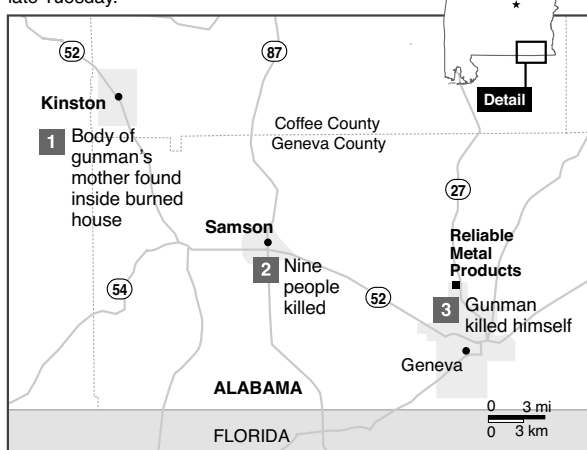 late Tuesday.
52
87
Kinston
Detail
1 Body of
gunman's
mother found
inside burned
house
Coffee County
Geneva County
27
Samson
Reliable
Metal
Products
2 Nine
people
killed
54
52
3 Gunman
killed himself
Geneva
ALABAMA
0 3 mi
0 3 km
FLORIDA